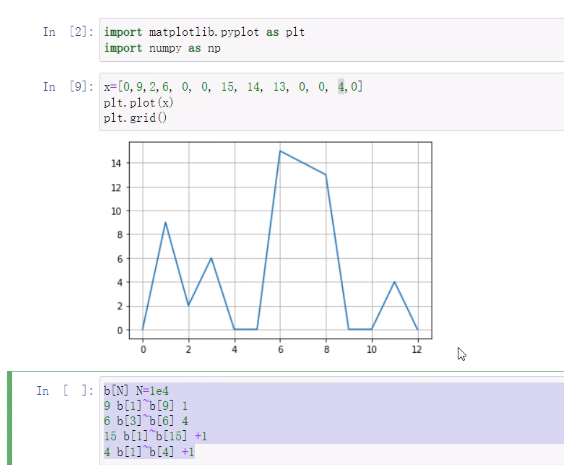 In [2]: import matplotlib.pyplot as plt
import numpy as np
In [9]: x=[0,9,2,6, 0, 0, 15, 14, 13, 0, 0, 4,0]
plt.plot(x)
plt.grid()
14
12
10
8
6
4
2
0
0 2 4 6 8 10 12
In [ ]: b[N] N=1e4
9 b[1]~b[9] 1
6 b[3]~b[6] 4
15 b[1]~b[15] +1
4 b[1]~b[4] +1